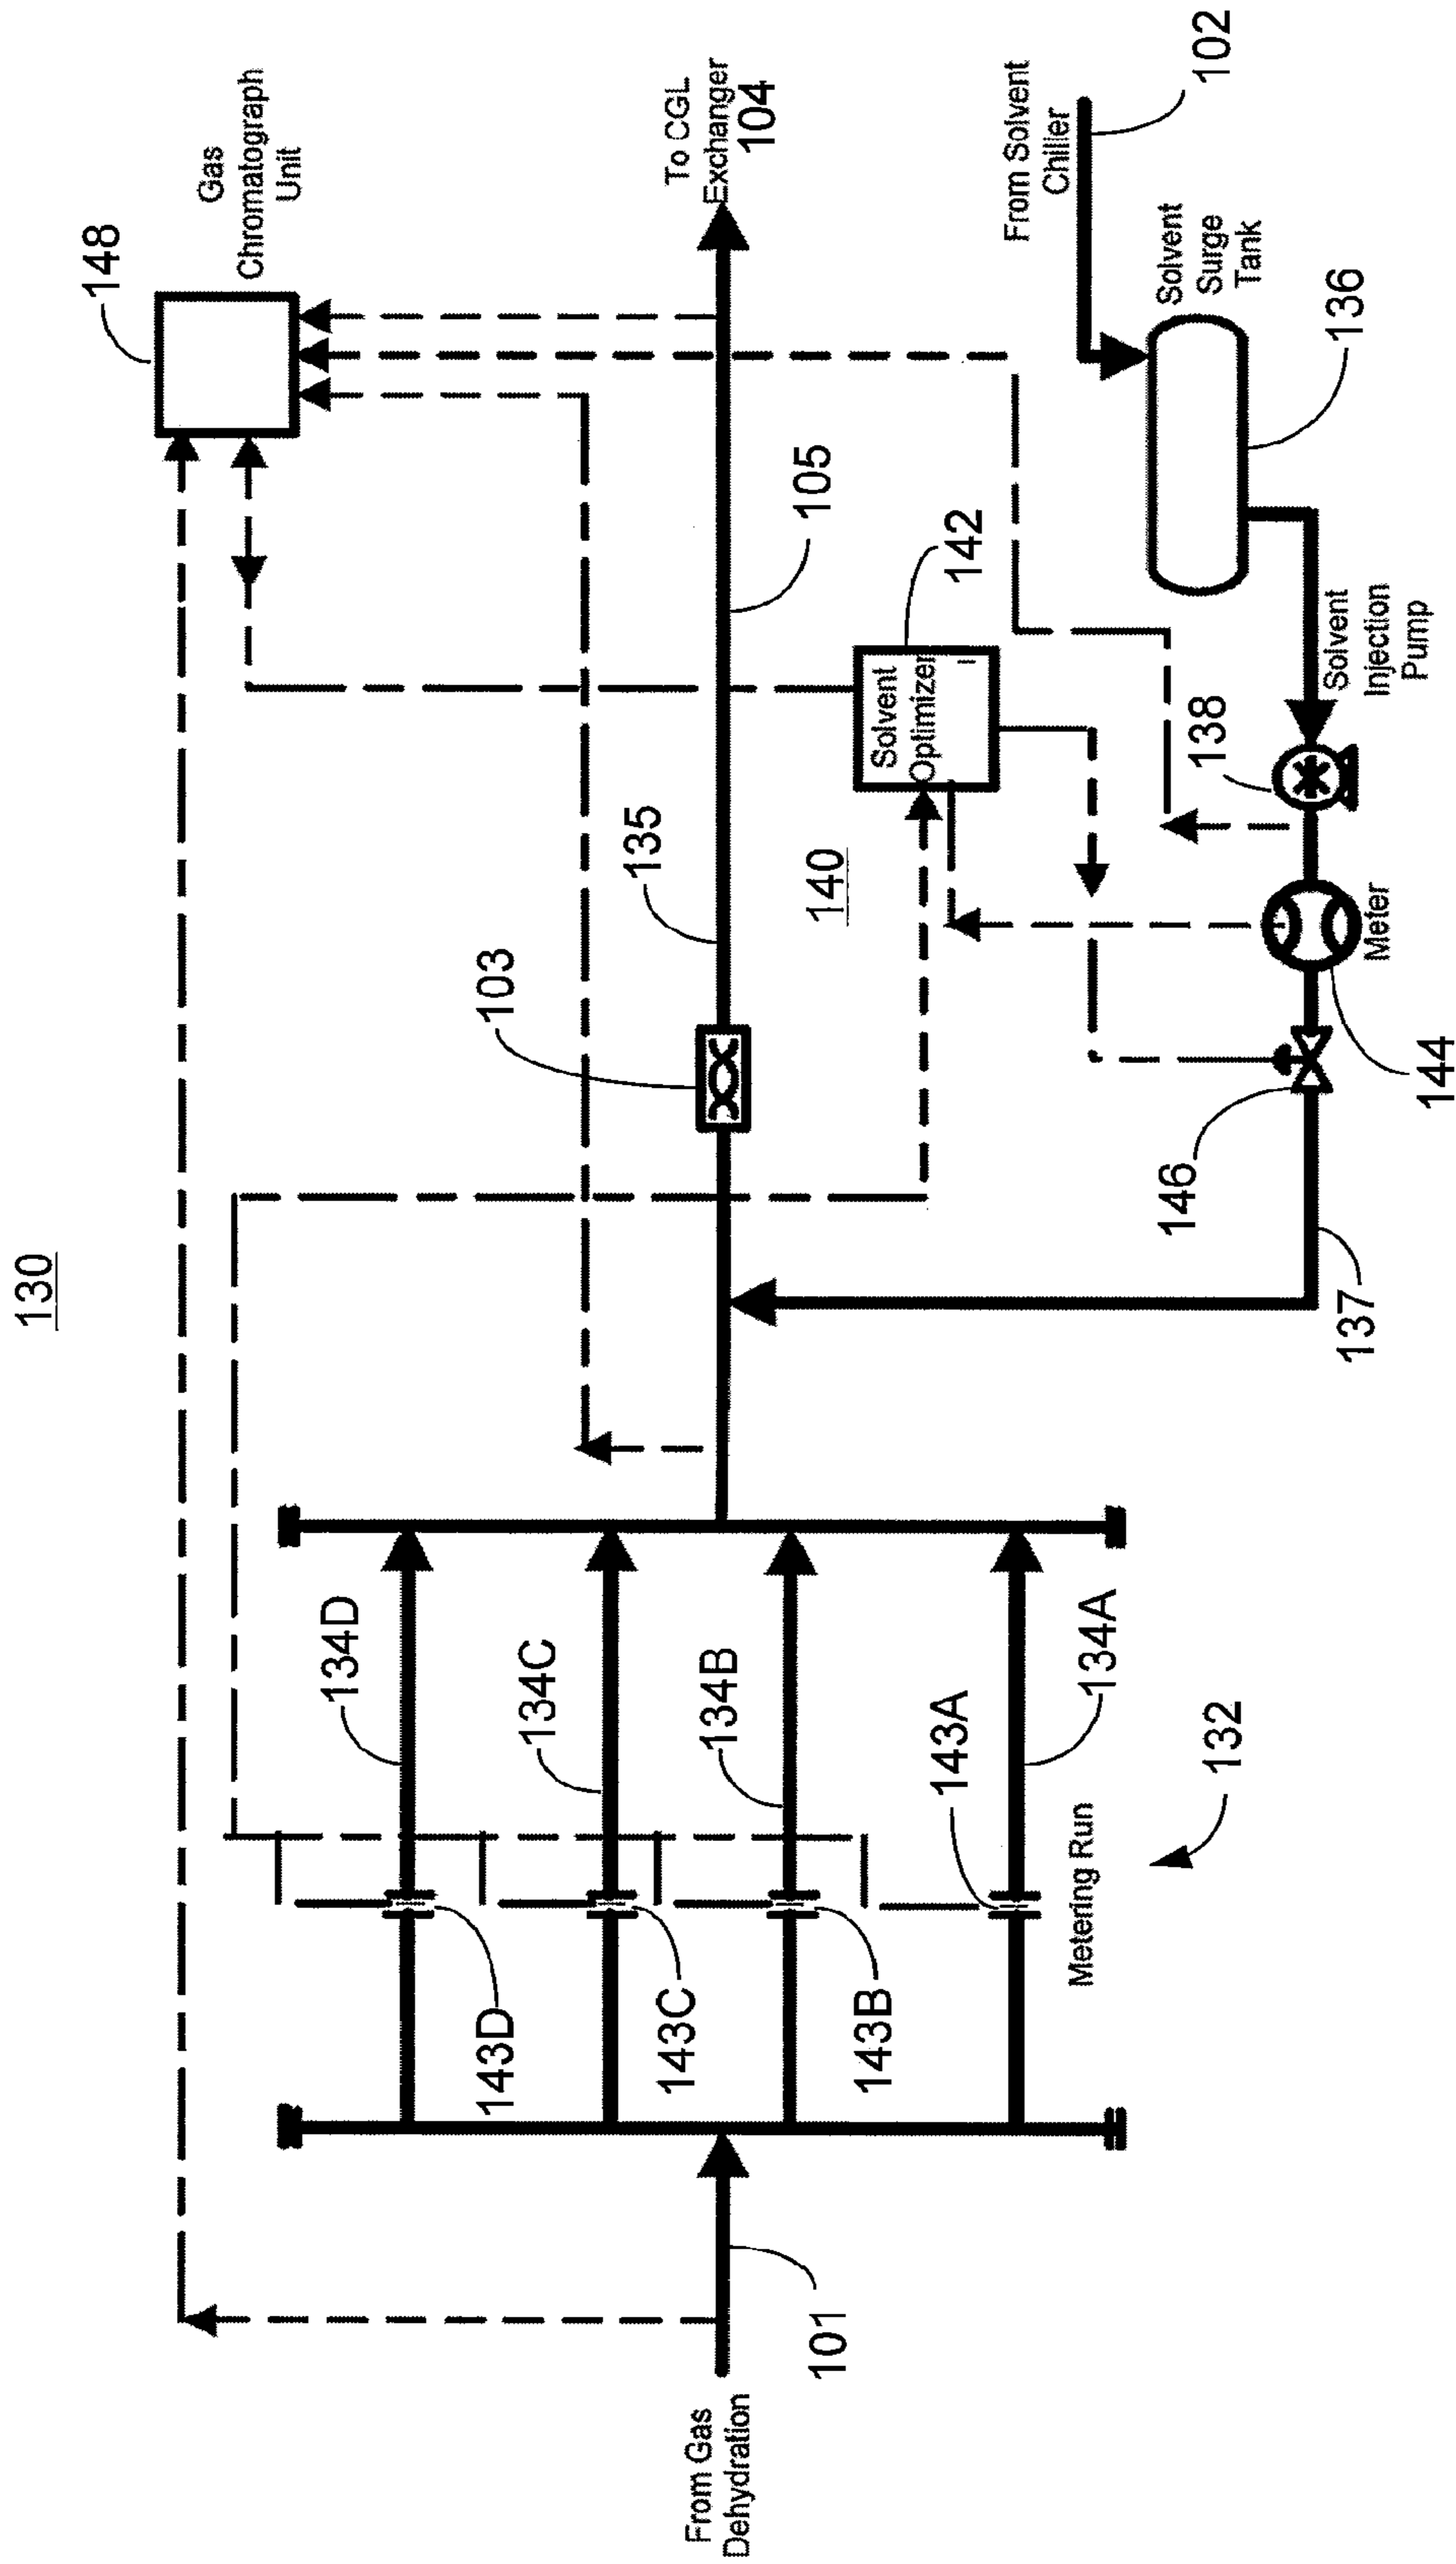 130
148
Gas
Chromatograph
Unit
To CGL
Exchanger
104
From Solvent
Chiller
102
Solvent
Surge
Tank
136
105
135
103
140
142
Solvent
Optimizer
138
Solvent
Injection
Pump
Meter
144
146
137
134D
134C
134B
134A
143D
143C
143B
143A
Metering Run
132
101
From Gas
Dehydration